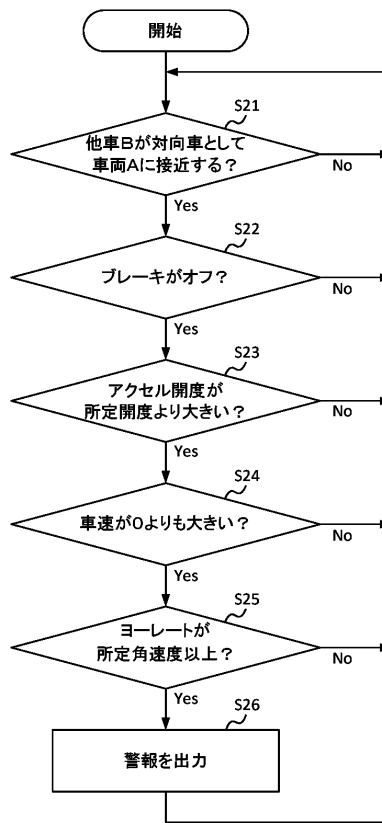 開始
S21
他車Bが対向車として
車両Aに接近する？
No
Yes
S22
ブレーキがオフ？
No
Yes
S23
アクセル開度が
所定開度より大きい？
No
Yes
S24
車速が0よりも大きい？
No
Yes
S25
ヨーレートが
所定角速度以上？
No
Yes
S26
警報を出力